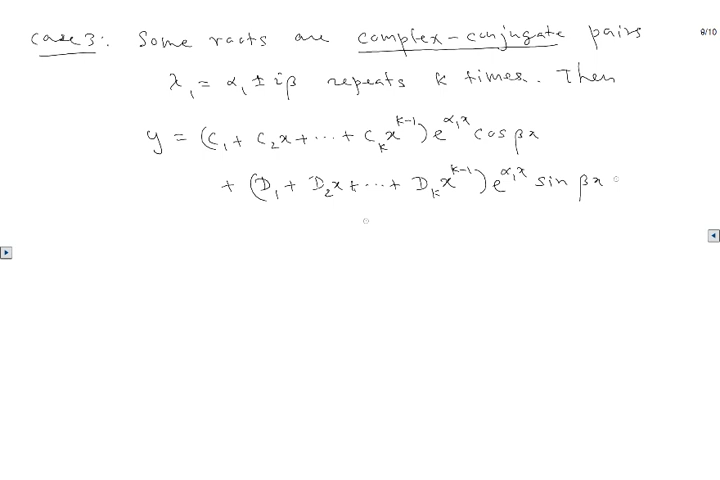 8/10
Case 3: Some roots are complex-conjugate pairs
λ₁ = α₁ ± iβ repeats k times. Then
y = (C₁ + C₂x + ... + Cₖx^(k-1)) e^(α₁x) cos βx
+ (D₁ + D₂x + ... + Dₖx^(k-1)) e^(α₁x) sin βx